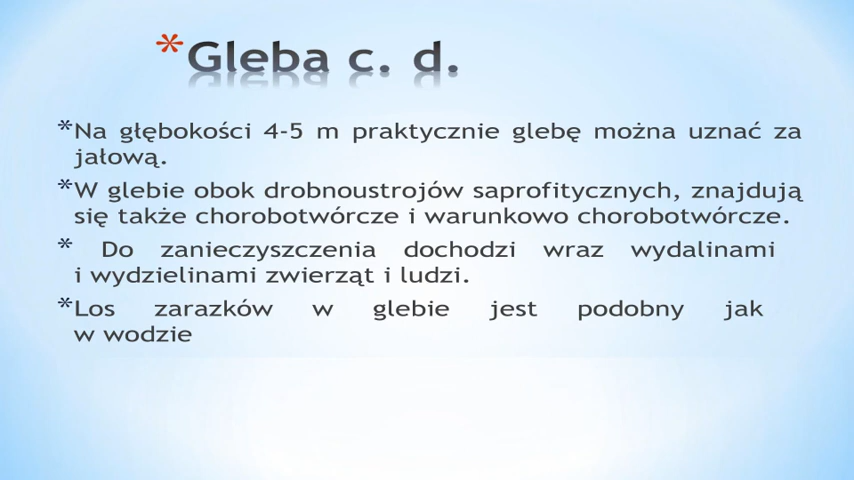 *Gleba c. d.
*Na głębokości 4-5 m praktycznie glebę można uznać za
jałową.
*W glebie obok drobnoustrojów saprofitycznych, znajdują
się także chorobotwórcze i warunkowo chorobotwórcze.
* Do zanieczyszczenia dochodzi wraz wydalinami
i wydzielinami zwierząt i ludzi.
*Los zarazków w glebie jest podobny jak
w wodzie